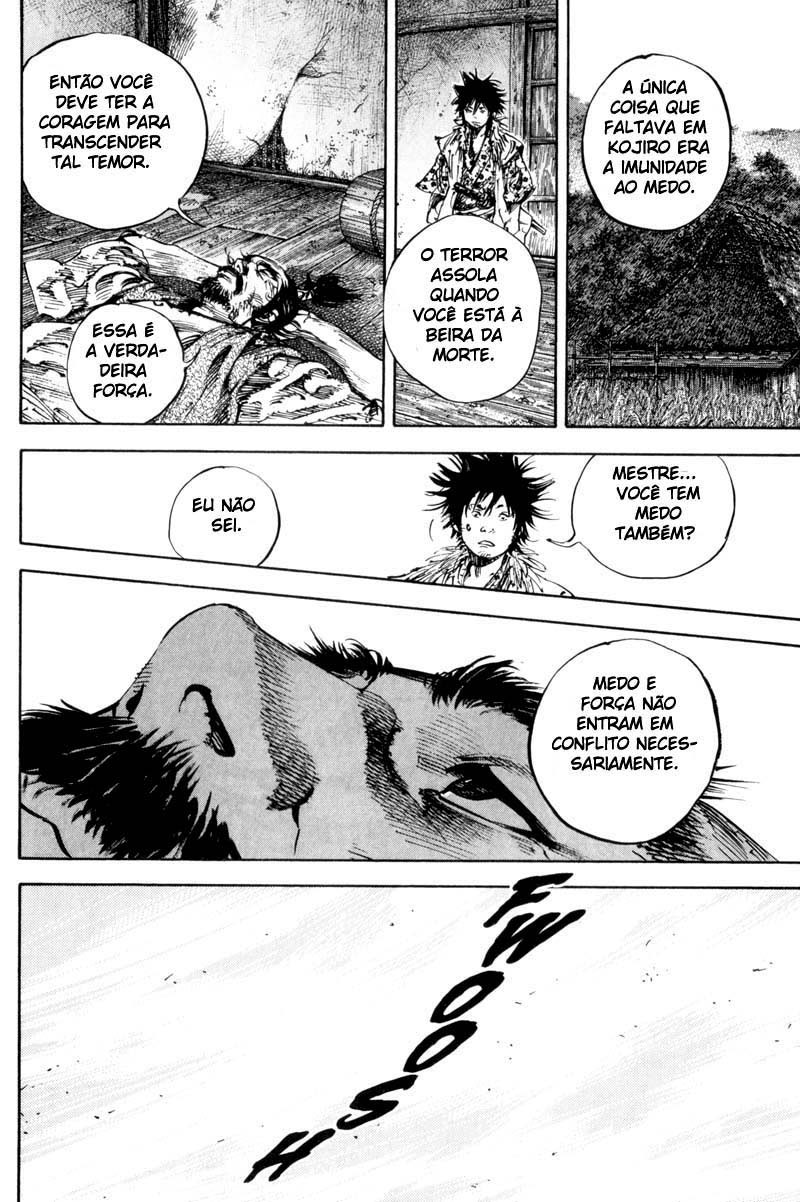 A ÚNICA
COISA QUE
FALTAVA EM
KOJIRO ERA
A IMUNIDADE
AO MEDO.
O TERROR
ASSOLA
QUANDO
VOCÊ ESTÁ À
BEIRA DA
MORTE.
ENTÃO VOCÊ
DEVE TER A
CORAGEM PARA
TRANSCENDER
TAL TEMOR.
ESSA É
A VERDA-
DEIRA
FORÇA.
MESTRE...
VOCÊ TEM
MEDO
TAMBÉM?
EU NÃO
SEI.
MEDO E
FORÇA NÃO
ENTRAM EM
CONFLITO NECES-
SARIAMENTE.
FWOOSH